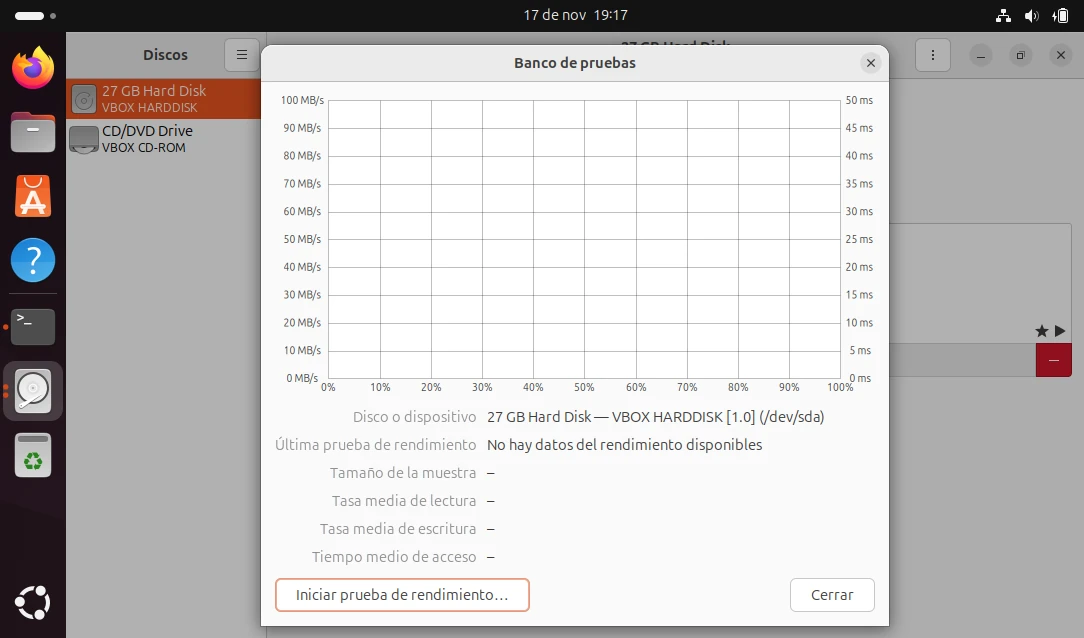 17 de nov 19:17
Discos
27 GB Hard Disk
27 GB Hard Disk
VBOX HARDDISK
CD/DVD Drive
VBOX CD-ROM
Banco de pruebas
100 MB/s
90 MB/s
80 MB/s
70 MB/s
60 MB/s
50 MB/s
40 MB/s
30 MB/s
20 MB/s
10 MB/s
0 MB/s
50 ms
45 ms
40 ms
35 ms
30 ms
25 ms
20 ms
15 ms
10 ms
5 ms
0 ms
0% 10% 20% 30% 40% 50% 60% 70% 80% 90% 100%
Disco o dispositivo 27 GB Hard Disk — VBOX HARDDISK [1.0] (/dev/sda)
Última prueba de rendimiento No hay datos del rendimiento disponibles
Tamaño de la muestra –
Tasa media de lectura –
Tasa media de escritura –
Tiempo medio de acceso –
Iniciar prueba de rendimiento…
Cerrar